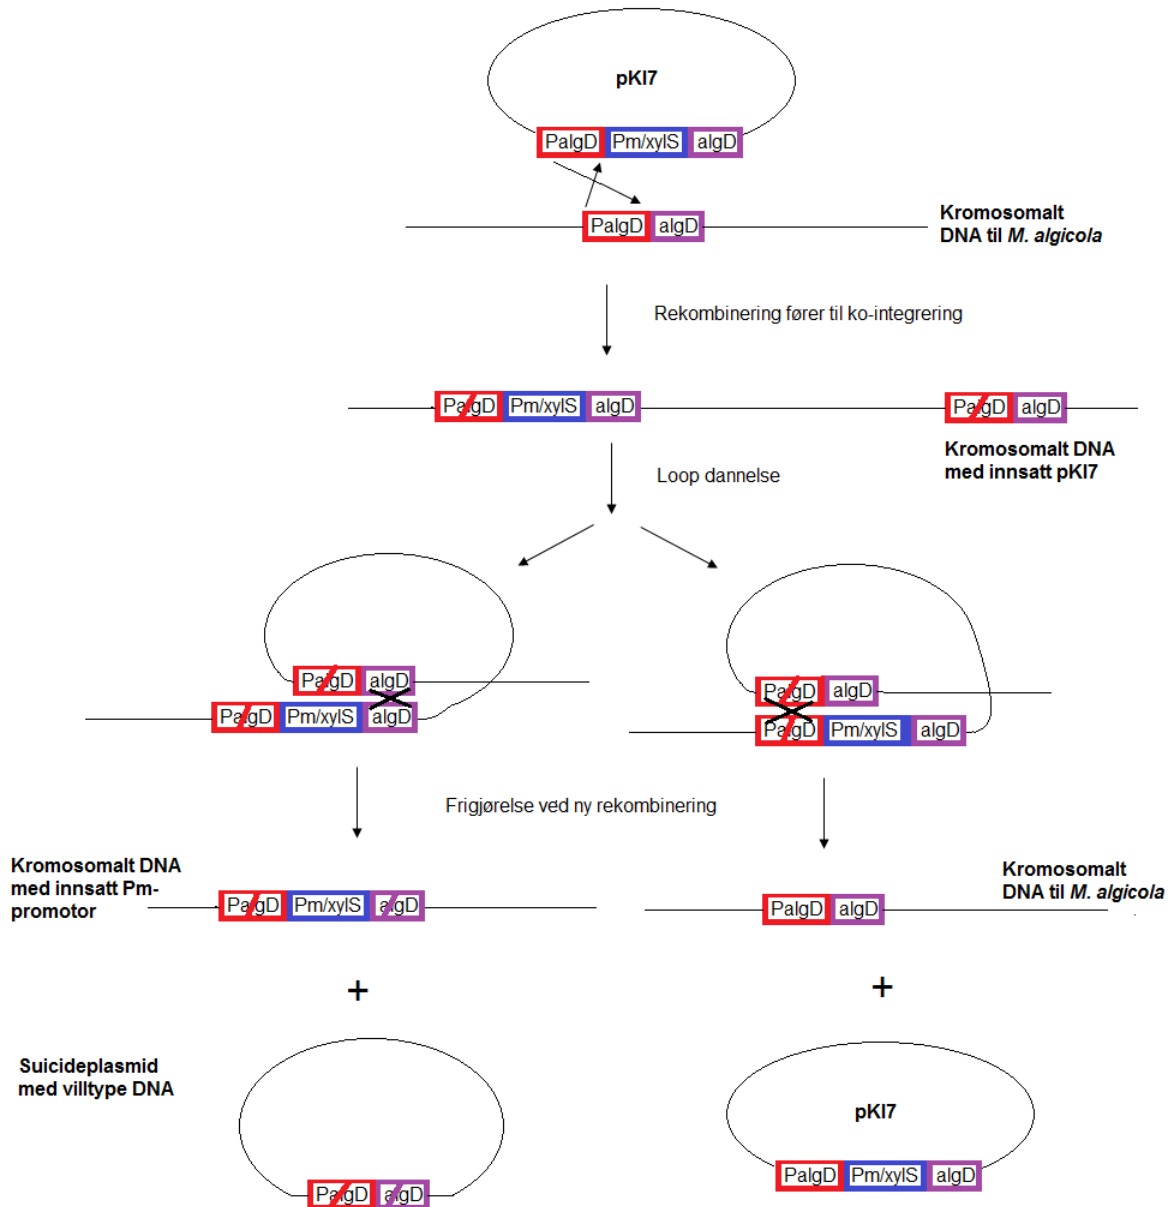 pKI7
PalgD Pm/xylS algD
PalgD algD
Kromosomalt
DNA til M. algicola
Rekombinering fører til ko-integrering
PalgD Pm/xylS algD
PalgD algD
Kromosomalt DNA
med innsatt pKI7
Loop dannelse
PalgD algD
PalgD Pm/xylS algD
PalgD algD
PalgD Pm/xylS algD
Frigjørelse ved ny rekombinering
Kromosomalt DNA
med innsatt Pm-
promotor
PalgD Pm/xylS algD
PalgD algD
Kromosomalt
DNA til M. algicola
+
+
Suicideplasmid
med villtype DNA
PalgD algD
pKI7
PalgD Pm/xylS algD